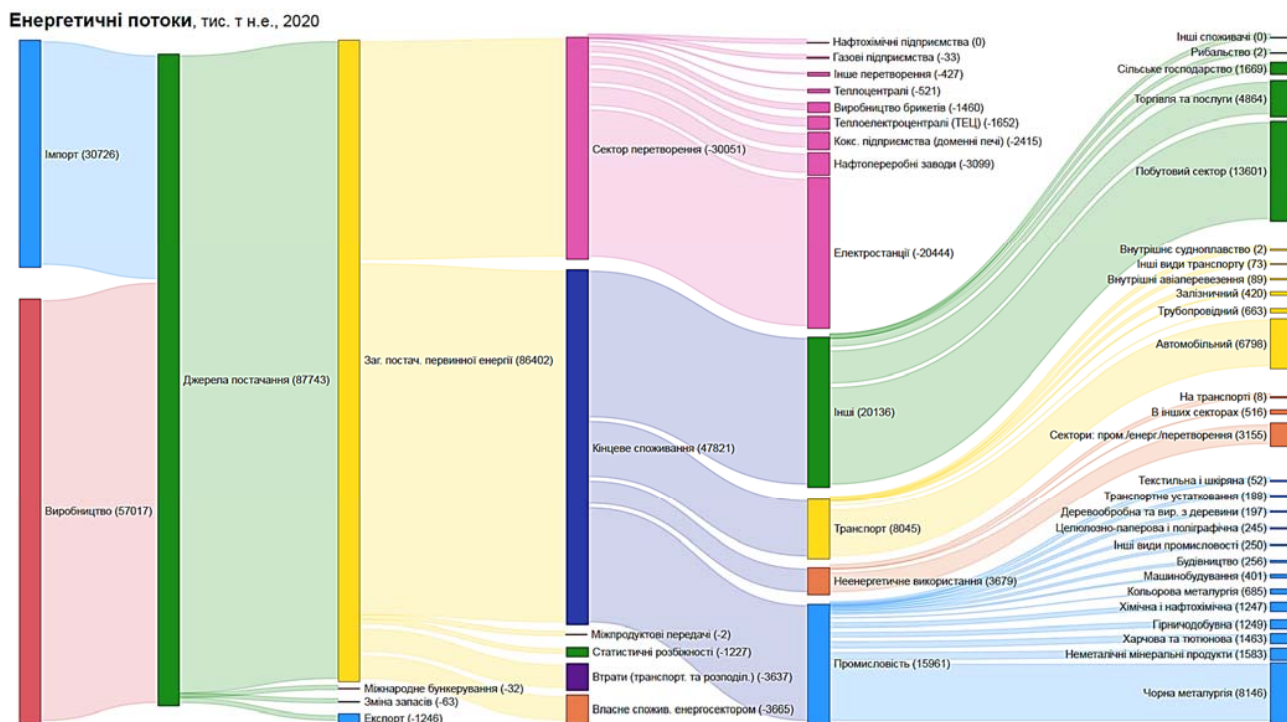 Енергетичні потоки, тис. т н.е., 2020
Імпорт (30726)
Виробництво (57017)
Джерела постачання (87743)
Заг. постач. первинної енергії (86402)
Міжнародне бункерування (-32)
Зміна запасів (-63)
Експорт (-1246)
Сектор перетворення (-30051)
Кінцеве споживання (47821)
Міжпродуктові передачі (-2)
Статистичні розбіжності (-1227)
Втрати (транспорт. та розподіл.) (-3637)
Власне спожив. енергосектором (-3665)
Нафтохімічні підприємства (0)
Газові підприємства (-33)
Інше перетворення (-427)
Теплоцентралі (-521)
Виробництво брикетів (-1460)
Теплоелектроцентралі (ТЕЦ) (-1652)
Кокс. підприємства (доменні печі) (-2415)
Нафтопереробні заводи (-3099)
Електростанції (-20444)
Інші (20136)
Транспорт (8045)
Неенергетичне використання (3679)
Промисловість (15961)
Інші споживачі (0)
Рибальство (2)
Сільське господарство (1669)
Торгівля та послуги (4864)
Побутовий сектор (13601)
Внутрішнє судноплавство (2)
Інші види транспорту (73)
Внутрішні авіаперевезення (89)
Залізничний (420)
Трубопровідний (663)
Автомобільний (6798)
На транспорті (8)
В інших секторах (516)
Сектори: пром./енерг./перетворення (3155)
Текстильна і шкіряна (52)
Транспортне устатковання (188)
Деревообробна та вир. з деревини (197)
Целюлозно-паперова і поліграфічна (245)
Інші види промисловості (250)
Будівництво (256)
Машинобудування (401)
Кольорова металургія (685)
Хімічна і нафтохімічна (1247)
Гірничодобувна (1249)
Харчова та тютюнова (1463)
Неметалічні мінеральні продукти (1583)
Чорна металургія (8146)